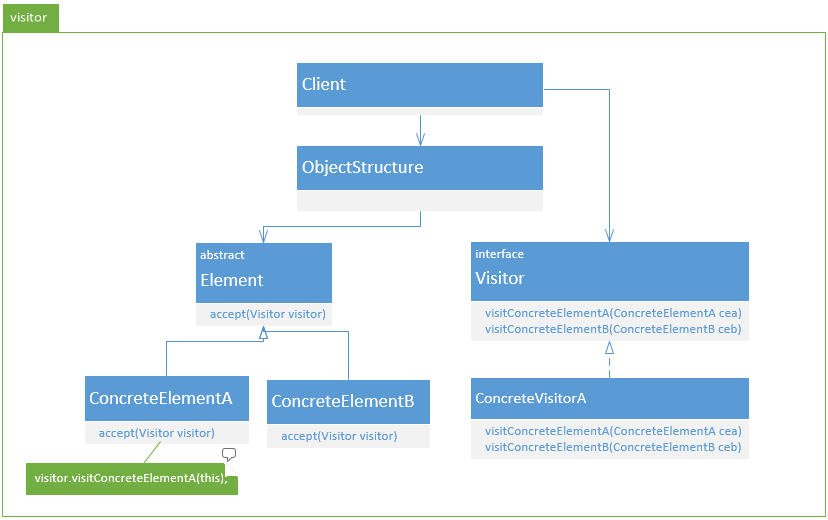 visitor
Client
ObjectStructure
abstract
Element
accept(Visitor visitor)
interface
Visitor
visitConcreteElementA(ConcreteElementA cea)
visitConcreteElementB(ConcreteElementB ceb)
ConcreteElementA
accept(Visitor visitor)
ConcreteElementB
accept(Visitor visitor)
ConcreteVisitorA
visitConcreteElementA(ConcreteElementA cea)
visitConcreteElementB(ConcreteElementB ceb)
visitor.visitConcreteElementA(this);